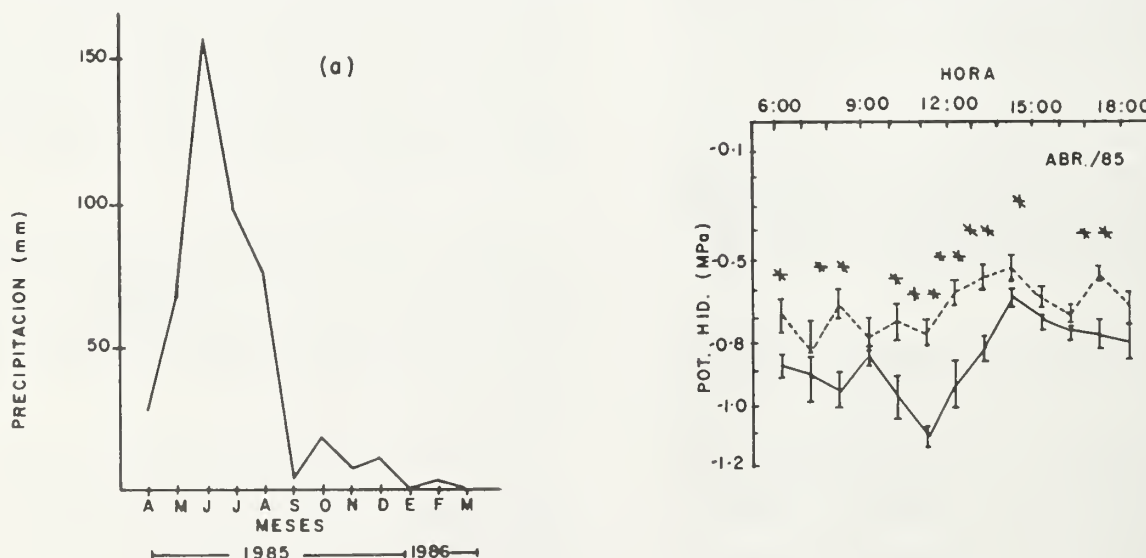 (a)
150
100
50
PRECIPITACION (mm)
A M J J A S O N D E F M
MESES
1985 1986
HORA
6:00 9:00 12:00 15:00 18:00
ABR./85
-0.1
-0.5
-0.8
-1.0
-1.2
POT. HID. (MPa)